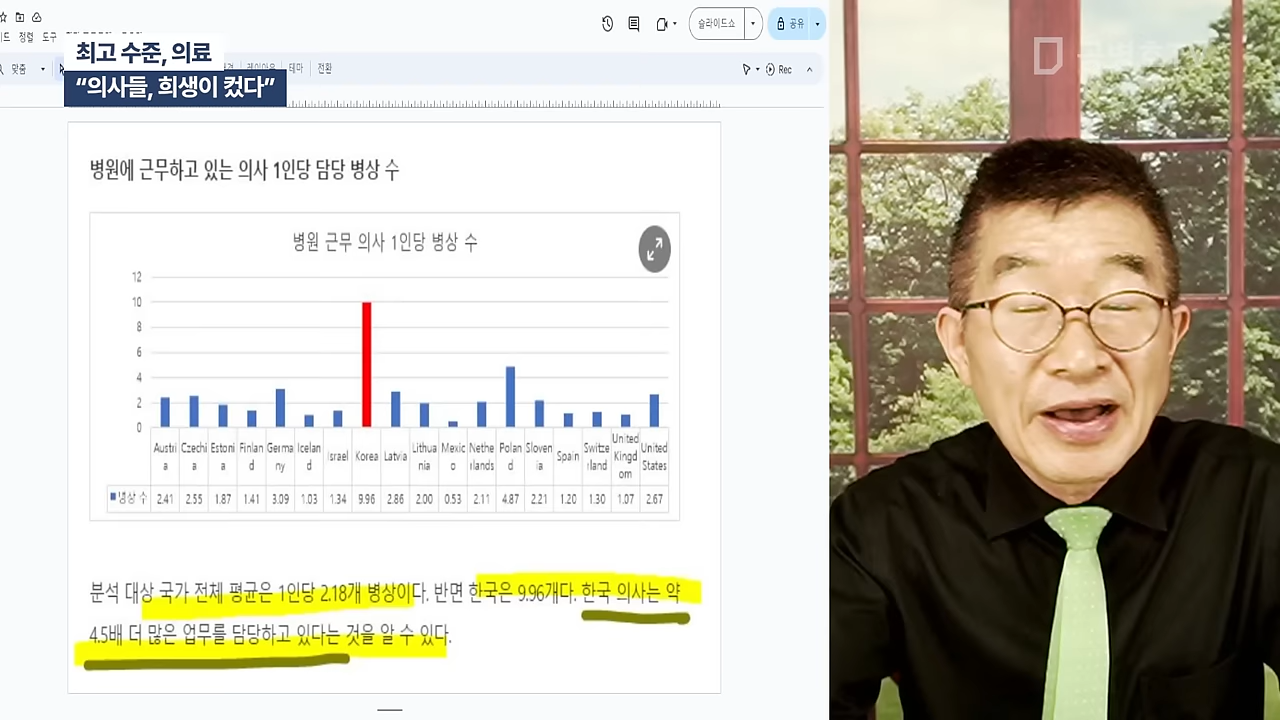 정렬 도구
슬라이드쇼
공유
최고 수준, 의료
맞춤
테마
전환
Rec
“의사들, 희생이 컸다”
병원에 근무하고 있는 의사 1인당 담당 병상 수
병원 근무 의사 1인당 병상 수
12
10
8
6
4
2
0
Austria Czechia Estonia Finland Germany Iceland Israel Korea Latvia Lithuania Mexico Netherlands Poland Slovenia Spain Switzerland United Kingdom United States
병상 수 2.41 2.55 1.87 1.41 3.09 1.03 1.34 9.96 2.86 2.00 0.53 2.11 4.87 2.21 1.20 1.30 1.07 2.67
분석 대상 국가 전체 평균은 1인당 2.18개 병상이다. 반면 한국은 9.96개다. 한국 의사는 약
4.5배 더 많은 업무를 담당하고 있다는 것을 알 수 있다.